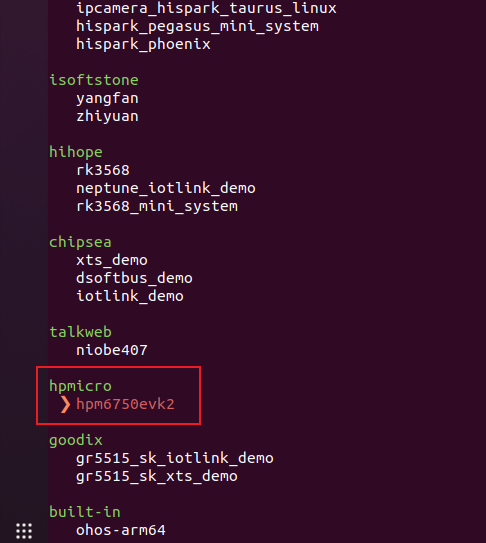 ipcamera_hispark_taurus_linux
hispark_pegasus_mini_system
hispark_phoenix
isoftstone
yangfan
zhiyuan
hihope
rk3568
neptune_iotlink_demo
rk3568_mini_system
chipsea
xts_demo
dsoftbus_demo
iotlink_demo
talkweb
niobe407
hpmicro
❯ hpm6750evk2
goodix
gr5515_sk_iotlink_demo
gr5515_sk_xts_demo
built-in
ohos-arm64